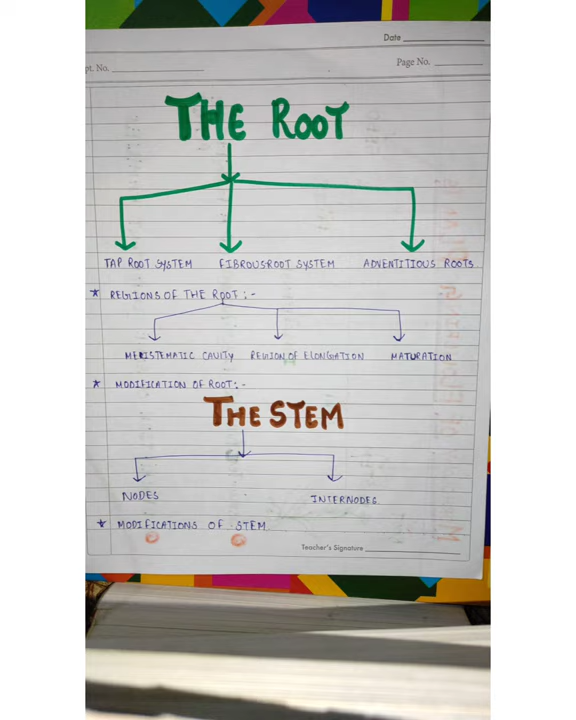 Date
pt. No.
Page No.
THE ROOT
TAP ROOT SYSTEM FIBROUSROOT SYSTEM ADVENTITIOUS ROOTS
* REGIONS OF THE ROOT :-
MERISTEMATIC CAVITY REGION OF ELONGATION MATURATION
* MODIFICATION OF ROOT:-
THE STEM
NODES INTERNODES
* MODIFICATIONS OF STEM
Teacher's Signature